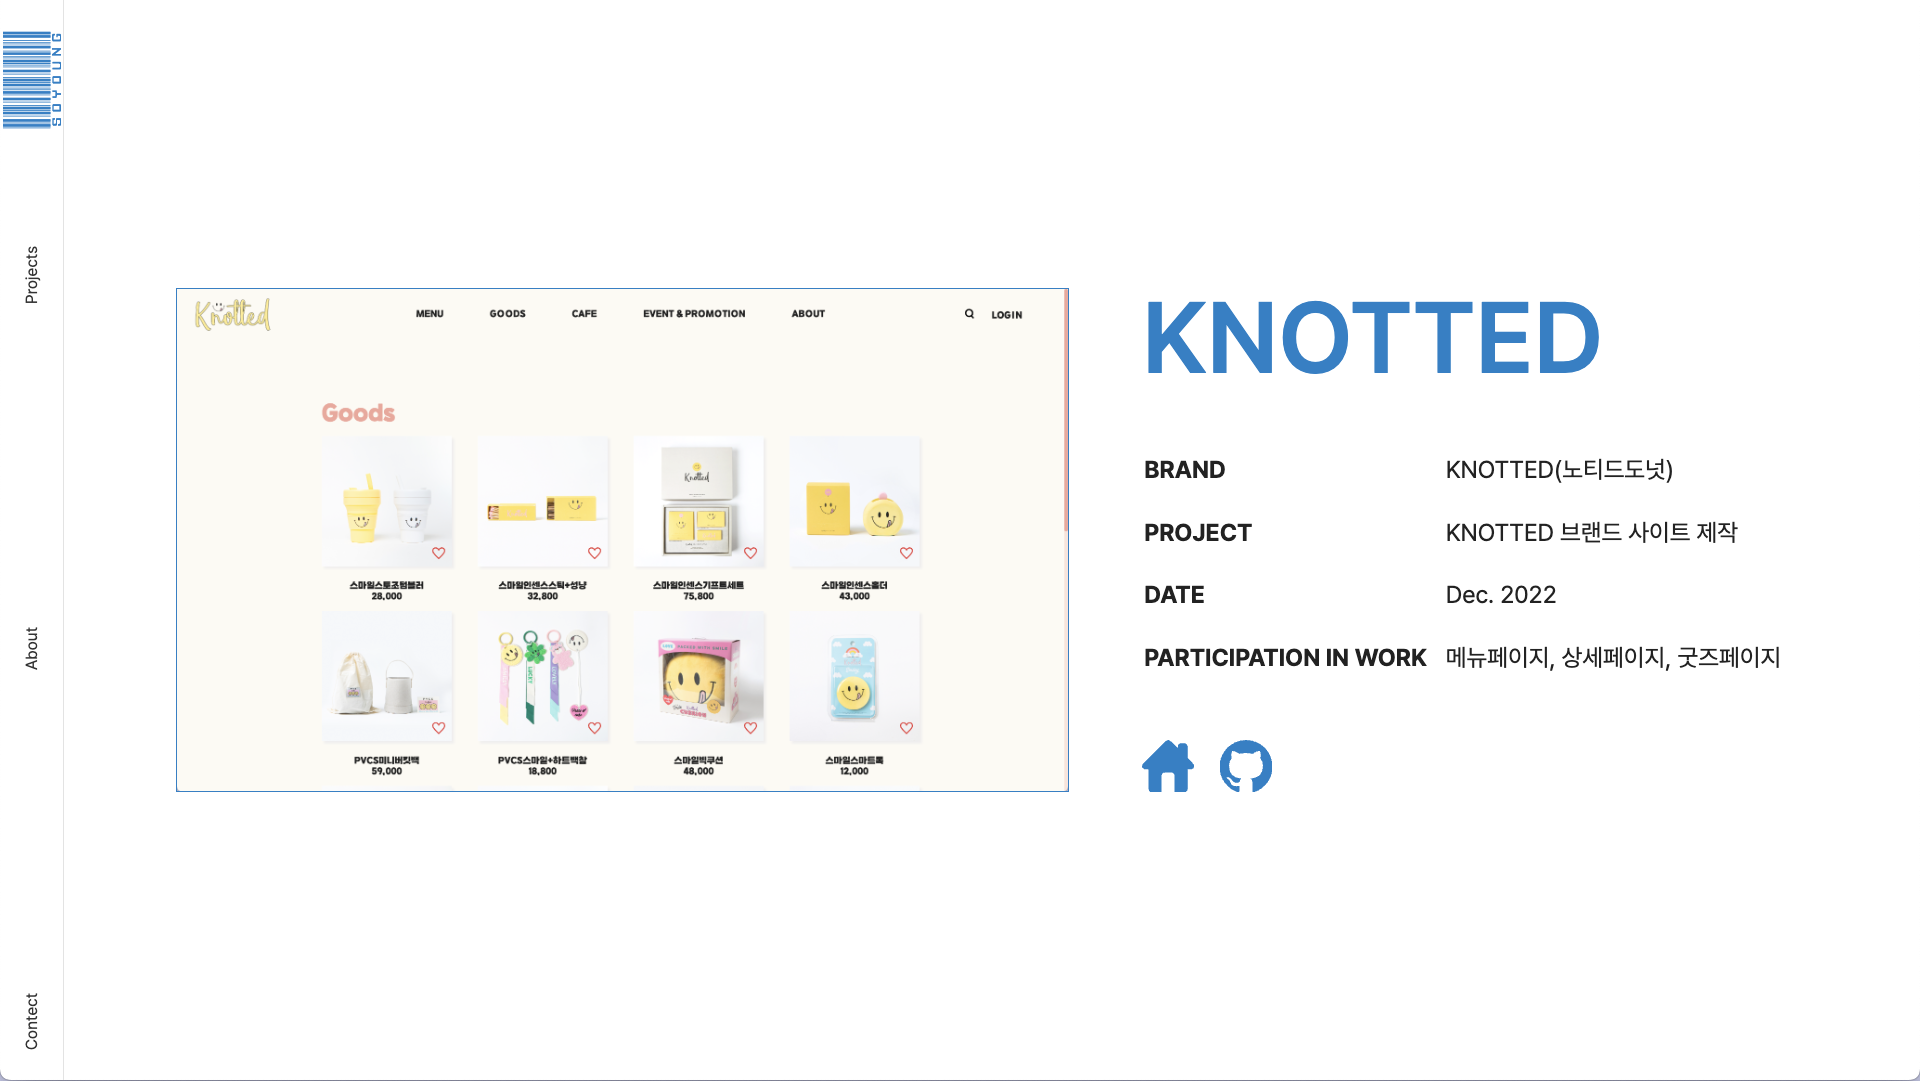 SOYOUNG
Projects
About
Contect
Knotted
MENU GOODS CAFE EVENT & PROMOTION ABOUT LOGIN
Goods
Knotted
스마일스토조텀블러 스마일인센스스틱+성냥 스마일인센스기프트세트 스마일인센스홀더
28,000 32,800 75,800 43,000
PVCS미니버킷백 PVCS스마일+하트백참 스마일빅쿠션 스마일스마트톡
59,000 18,800 48,000 12,000
KNOTTED
BRAND KNOTTED(노티드도넛)
PROJECT KNOTTED 브랜드 사이트 제작
DATE Dec. 2022
PARTICIPATION IN WORK 메뉴페이지, 상세페이지, 굿즈페이지